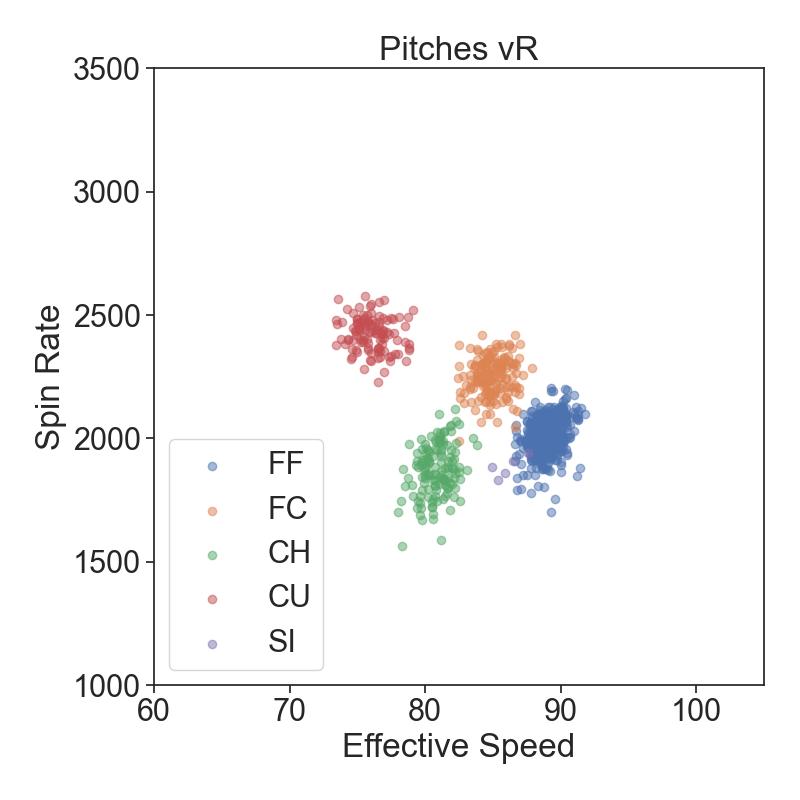 Pitches vR
3500
3000
2500
2000
1500
1000
Spin Rate
FF
FC
CH
CU
SI
60 70 80 90 100
Effective Speed